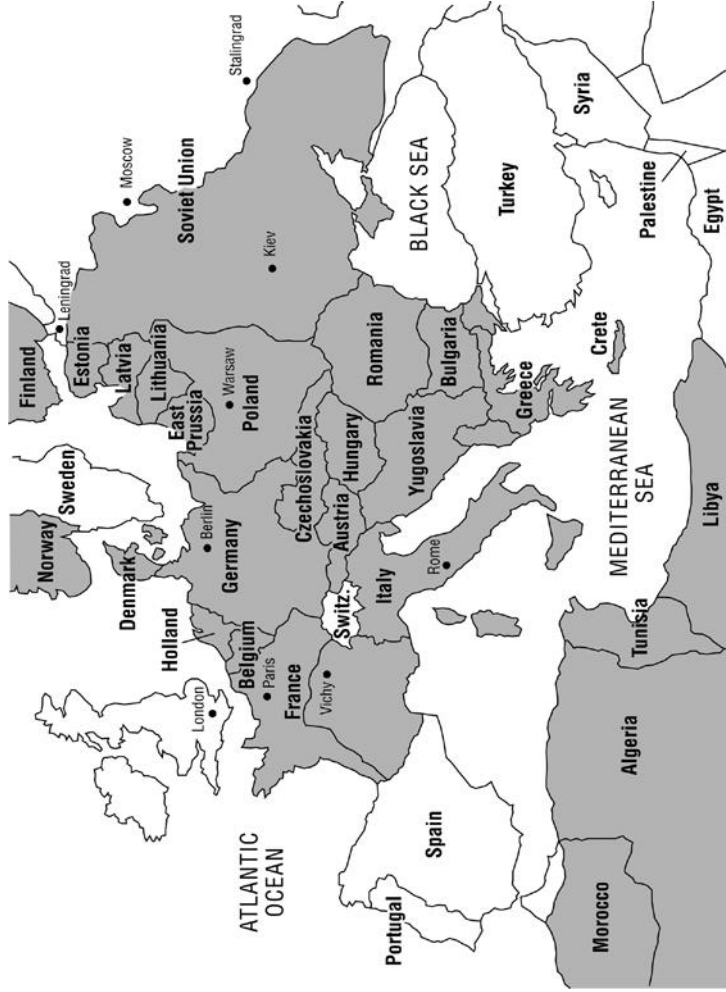 Norway
Finland
Sweden
Leningrad
Estonia
Latvia
Lithuania
East
Prussia
Moscow
Stalingrad
Soviet Union
Denmark
Holland
Berlin
Germany
Warsaw
Poland
Kiev
London
Belgium
Paris
France
Vichy
Switz.
Austria
Czechoslovakia
Hungary
Romania
ATLANTIC
OCEAN
Italy
Rome
Yugoslavia
Bulgaria
BLACK SEA
Portugal
Spain
Greece
Turkey
Crete
Syria
MEDITERRANEAN
SEA
Palestine
Morocco
Algeria
Tunisia
Libya
Egypt